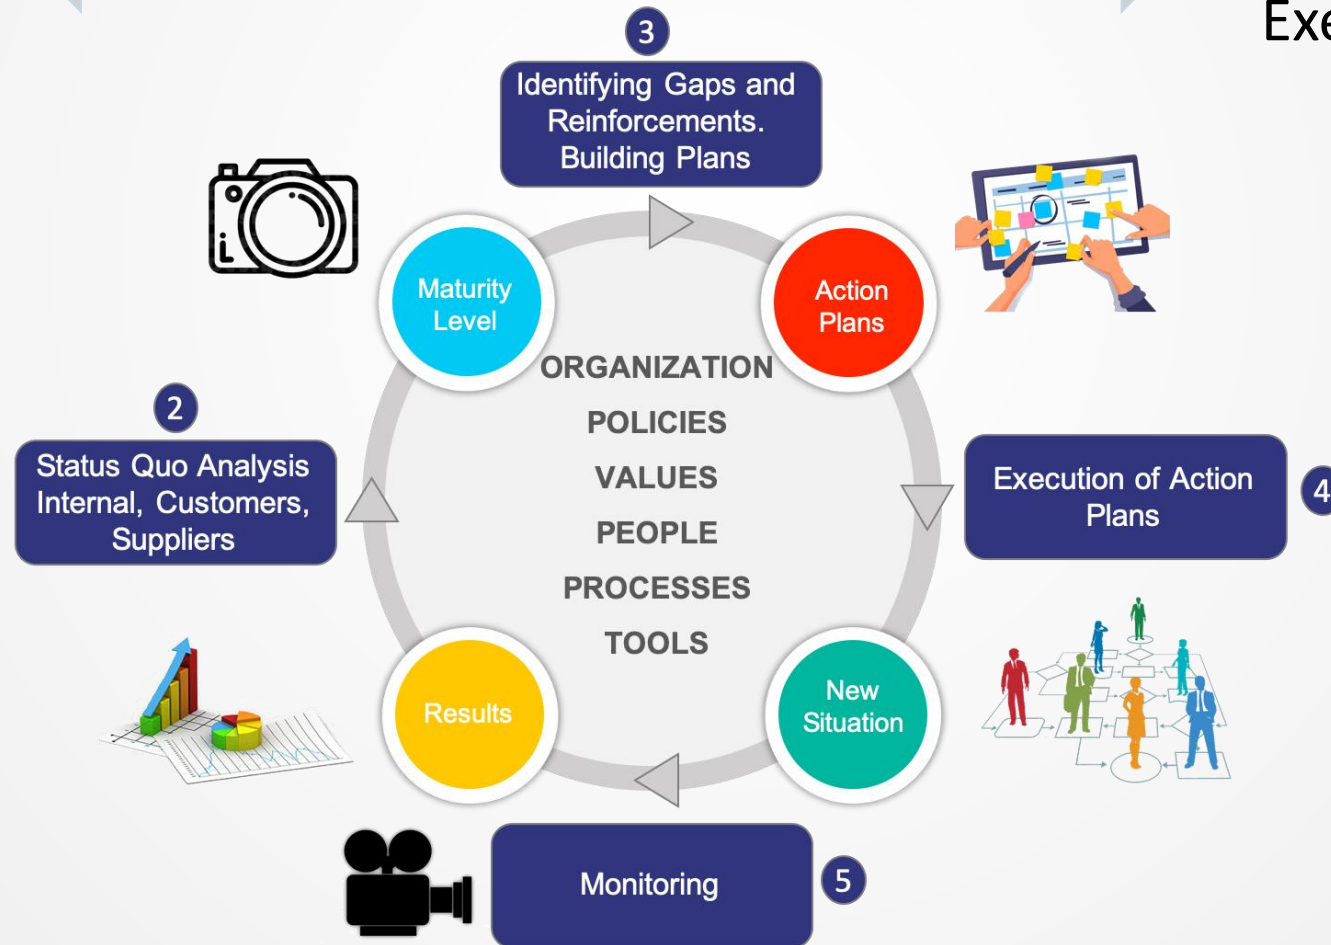 Exe
3
Identifying Gaps and
Reinforcements.
Building Plans
Maturity
Level
Action
Plans
ORGANIZATION
POLICIES
VALUES
PEOPLE
PROCESSES
TOOLS
2
Status Quo Analysis
Internal, Customers,
Suppliers
Execution of Action
Plans
4
Results
New
Situation
Monitoring
5